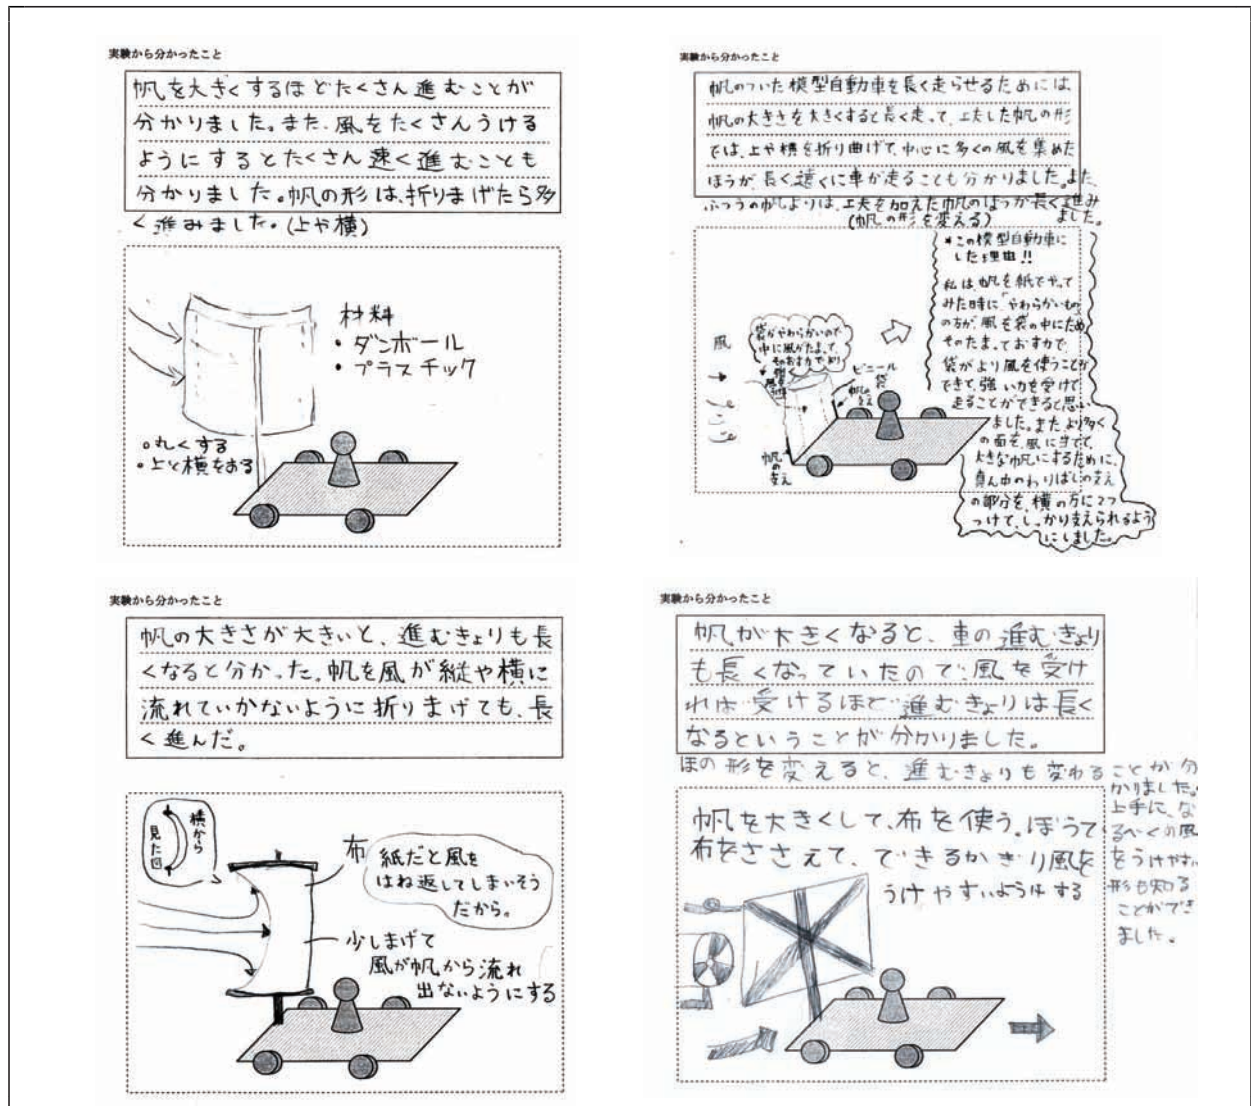 実験から分かったこと
帆を大きくするほどたくさん進むことが
分かりました。また、風をたくさんうける
ようにするとたくさん速く進むことも
分かりました。帆の形は、折りまげたら多
く進みました。(上や横)
材料
・ダンボール
・プラスチック
○丸くする
・上と横をおる
実験から分かったこと
帆のついた模型自動車を長く走らせるためには、
帆の大きさを大きくすると長く走って、工夫した帆の形
では、上や横を折り曲げて、中心に多くの風を集めた
ほうが、長く遠くに車が走ることも分かりました。また、
ふつうの帆よりは、工夫を加えた帆のほうが長く進み
ました。
(帆の形を変える)
*この模型自動車に
した理由!!
私は、帆を紙でやって
みた時に「やわらかいもの
の方が、風を袋の中にため
そのたまっておすカで、
袋がより風を使うことが
できて、強い力を受けて
走ることができると思い
ました。また、より多く
の面を、風に当てて、
大きな帆にするために、
真ん中のわりばしの支え
の部分を、横の方に2つ
つけて、しっかり支えられるよう
にしました。
風
袋がやわらかいので
中に風がたまって、
ビニール
袋
帆の
支え
帆
の
支え
実験から分かったこと
帆の大きさが大きいと、進むきょりも長
くなると分かった。帆を風が縦や横に
流れていかないように折りまげても、長
く進んだ。
横から
見た図
布
紙だと風を
はね返してしまいそう
だから。
少しまげて
風が帆から流れ
出ないようにする
実験から分かったこと
帆が大きくなると、車の進むきょり
も長くなっていたので、風を受け
れば受けるほど進むきょりは長く
なるということが分かりました。
ほの形を変えると、進むきょりも変わることが分
かりました。
上手に、な
るべくの風
をうけやすい
形も知る
ことができ
ました。
帆を大きくして、布を使う。ぼうで
布をささえて、できるかぎり風を
うけやすいようにする